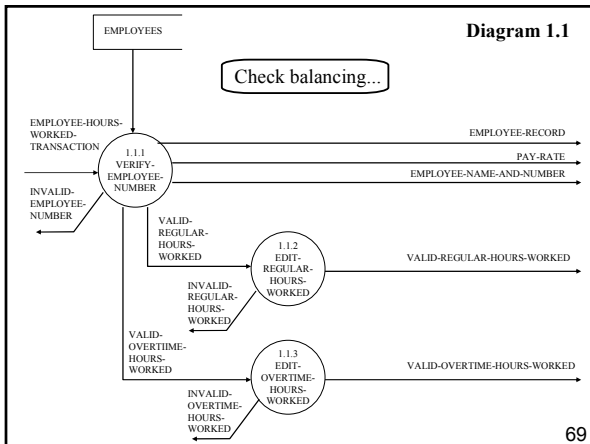 EMPLOYEES
Diagram 1.1
Check balancing...
EMPLOYEE-HOURS-
WORKED-
TRANSACTION
1.1.1
VERIFY-
EMPLOYEE-
NUMBER
EMPLOYEE-RECORD
PAY-RATE
EMPLOYEE-NAME-AND-NUMBER
INVALID-
EMPLOYEE-
NUMBER
VALID-
REGULAR-
HOURS-
WORKED
1.1.2
EDIT-
REGULAR-
HOURS-
WORKED
VALID-REGULAR-HOURS-WORKED
INVALID-
REGULAR-
HOURS-
WORKED
VALID-
OVERTIIME-
HOURS-
WORKED
1.1.3
EDIT-
OVERTIME-
HOURS-
WORKED
VALID-OVERTIME-HOURS-WORKED
INVALID-
OVERTIME-
HOURS-
WORKED
69